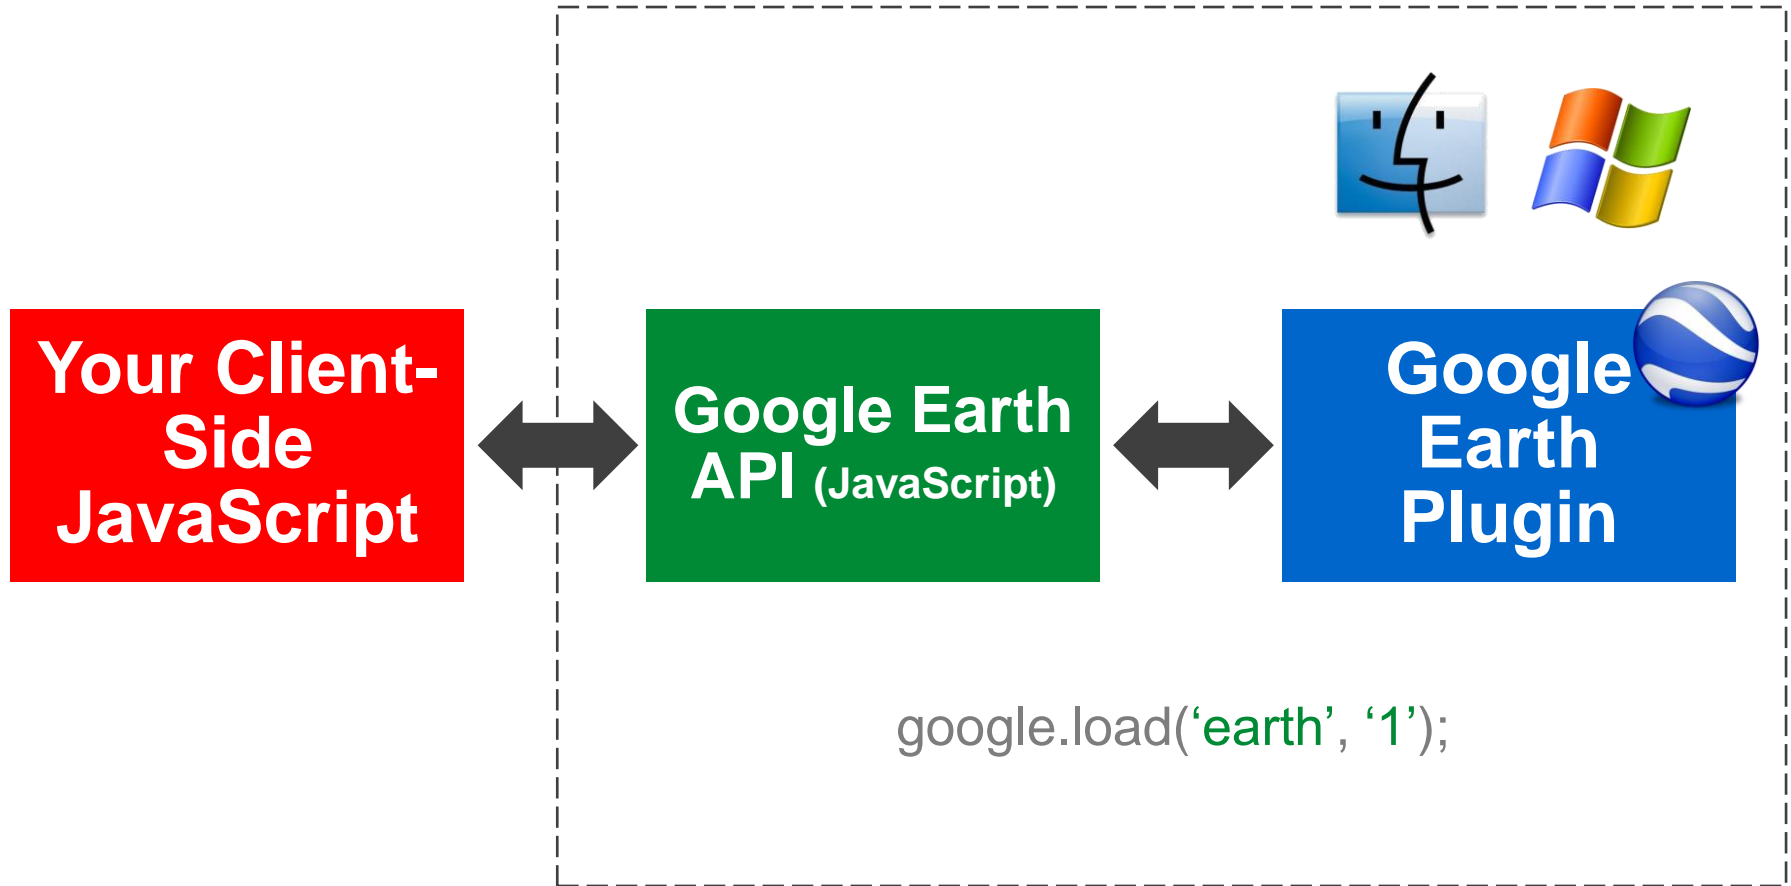 Your Client-
Side
JavaScript
Google Earth
API (JavaScript)
Google
Earth
Plugin
google.load(‘earth’, ‘1’);